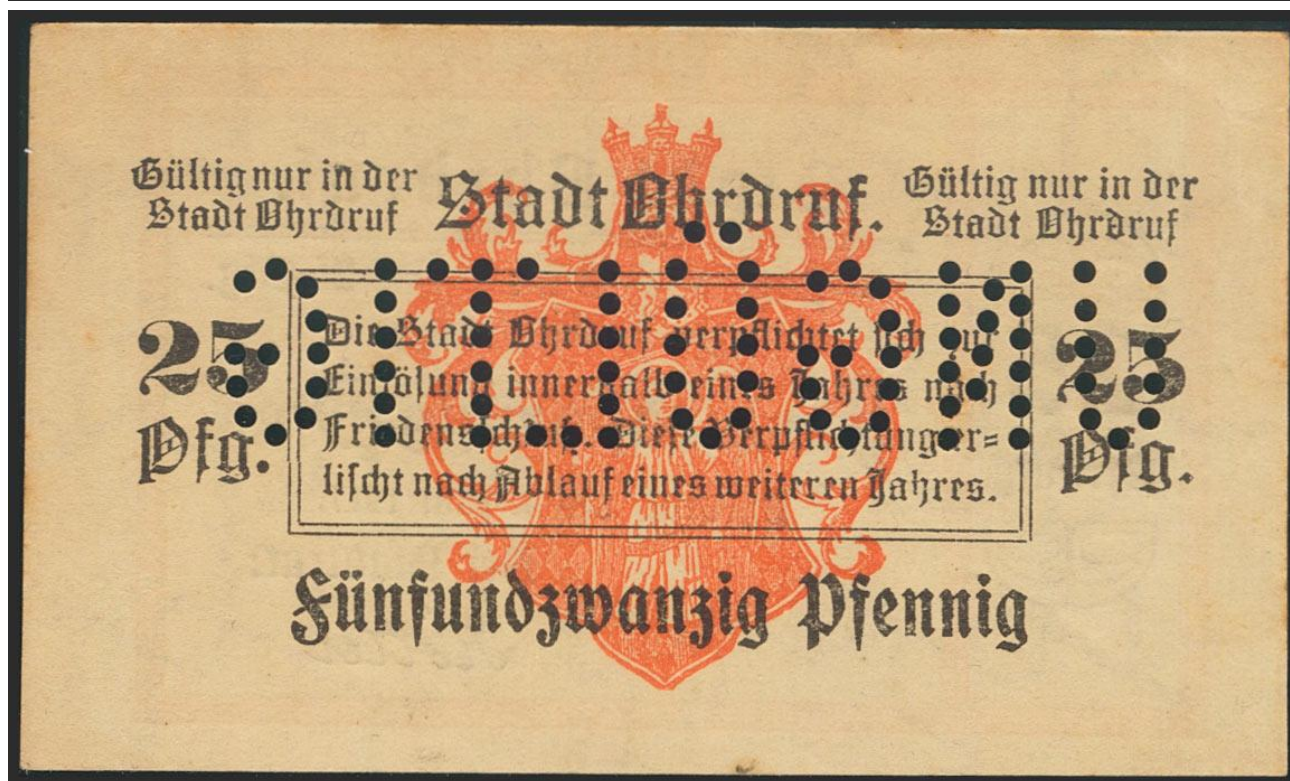 Gültig nur in der
Stadt Ohrdruf
Stadt Ohrdruf.
Gültig nur in der
Stadt Ohrdruf
UNGÜLTIG
25
Pfg.
Die Stadt Ohrdruf verpflichtet sich zur
Einlösung innerhalb eines Jahres nach
Friedensschluß. Diese Verpflichtung er=
lischt nach Ablauf eines weiteren Jahres.
25
Pfg.
Fünfundzwanzig Pfennig